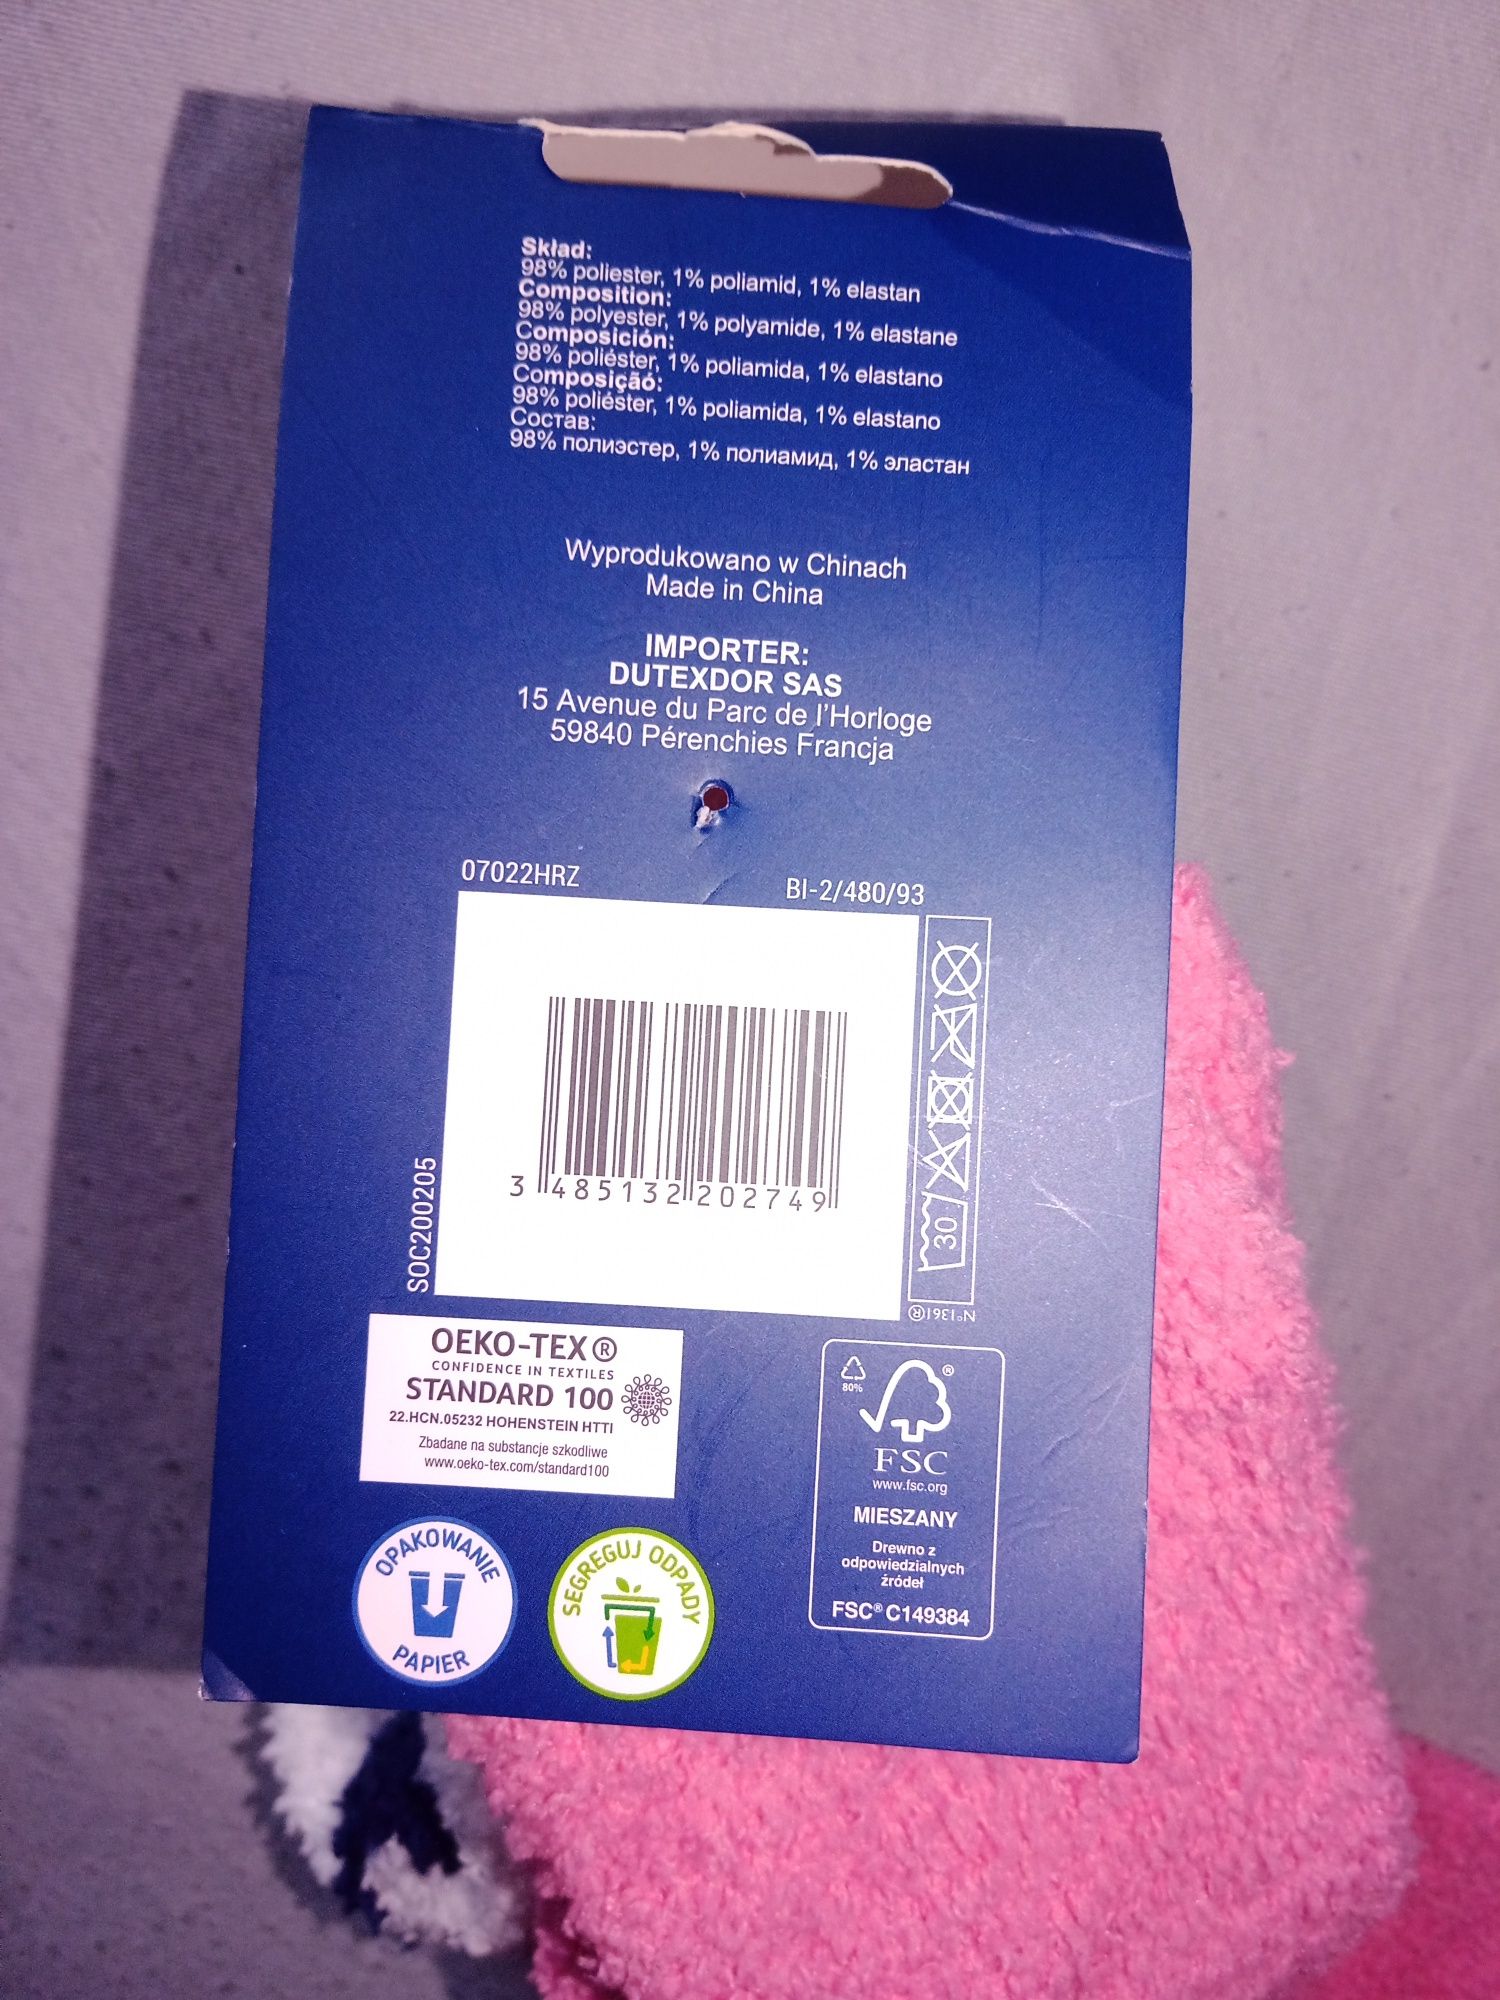 Skład:
98% poliester, 1% poliamid, 1% elastan
Composition:
98% polyester, 1% polyamide, 1% elastane
Composición:
98% poliéster, 1% poliamida, 1% elastano
Composiçãó:
98% poliéster, 1% poliamida, 1% elastano
Состав:
98% полиэстер, 1% полиамид, 1% эластан
Wyprodukowano w Chinach
Made in China
IMPORTER:
DUTEXDOR SAS
15 Avenue du Parc de l'Horloge
59840 Pérenchies Francja
07022HRZ
BI-2/480/93
SOC200205
3 485132 202749
30
N°1361®
OEKO-TEX®
CONFIDENCE IN TEXTILES
STANDARD 100
22.HCN.05232 HOHENSTEIN HTTI
Zbadane na substancje szkodliwe
www.oeko-tex.com/standard100
80%
®
FSC
www.fsc.org
MIESZANY
Drewno z
odpowiedzialnych
źródeł
FSC® C149384
OPAKOWANIE
PAPIER
SEGREGUJ ODPADY